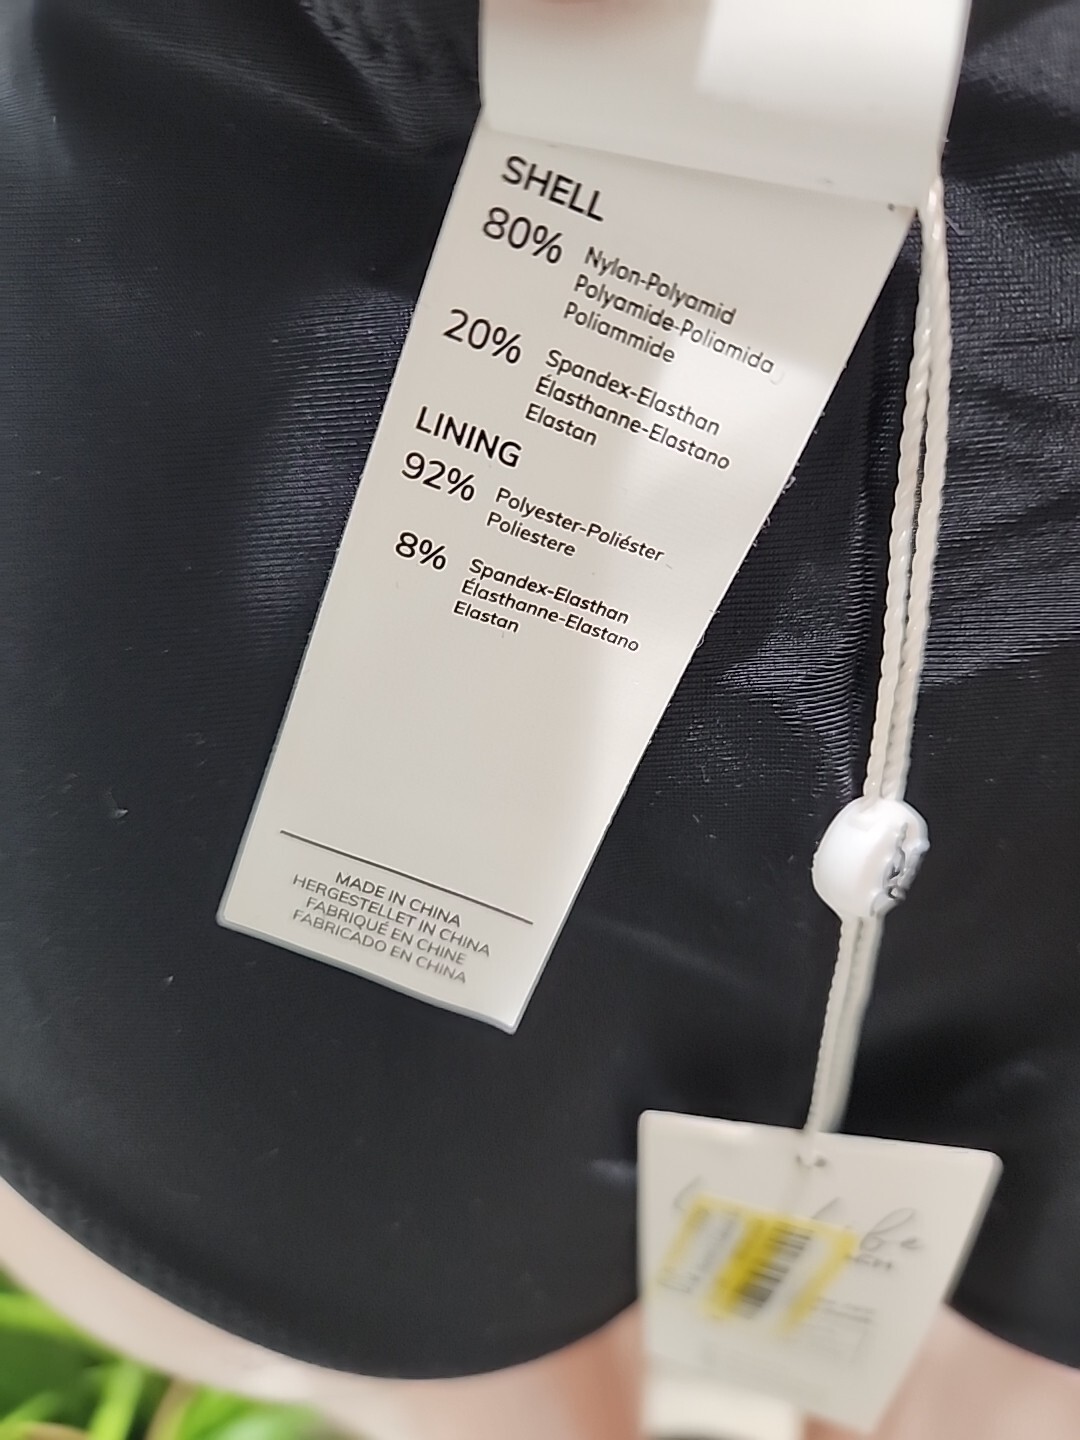 SHELL
80% Nylon-Polyamid
Polyamide-Poliamida
Poliammide
20% Spandex-Elasthan
Élasthanne-Elastano
Elastan
LINING
92% Polyester-Poliéster
Poliestere
8% Spandex-Elasthan
Élasthanne-Elastano
Elastan
MADE IN CHINA
HERGESTELLET IN CHINA
FABRIQUÉ EN CHINE
FABRICADO EN CHINA